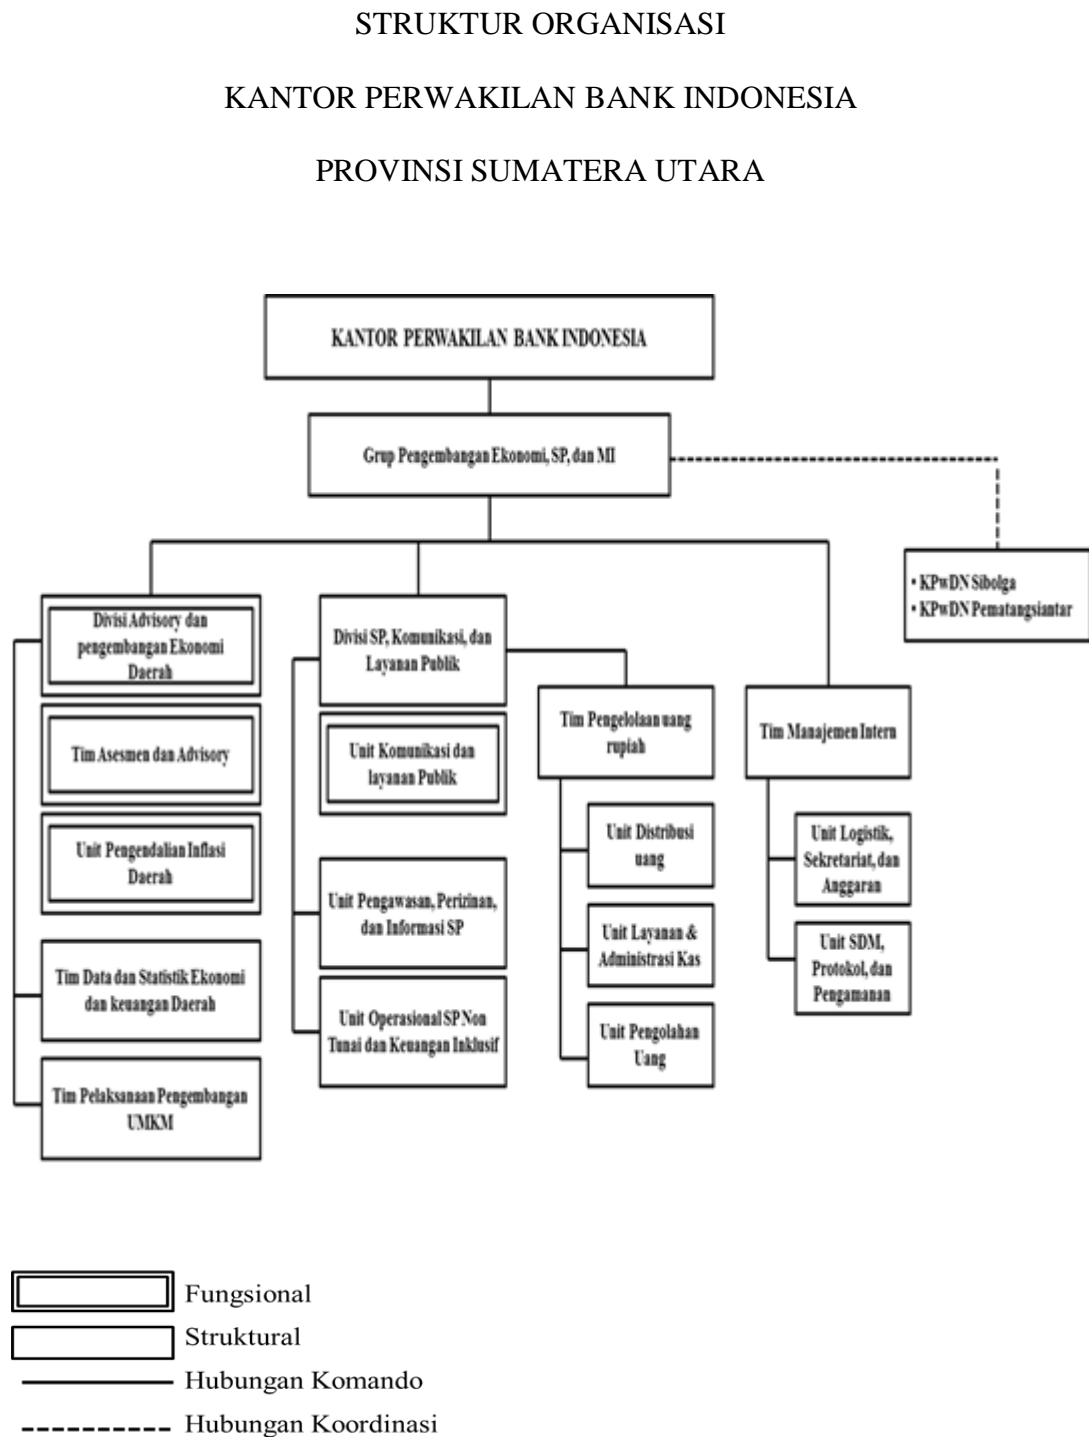 STRUKTUR ORGANISASI
KANTOR PERWAKILAN BANK INDONESIA
PROVINSI SUMATERA UTARA
KANTOR PERWAKILAN BANK INDONESIA
Grup Pengembangan Ekonomi, SP, dan MI
• KPwDN Sibolga
• KPwDN Pematangsiantar
Divisi Advisory dan
pengembangan Ekonomi
Daerah
Tim Asesmen dan Advisory
Unit Pengendalian Inflasi
Daerah
Tim Data dan Statistik Ekonomi
dan keuangan Daerah
Tim Pelaksanaan Pengembangan
UMKM
Divisi SP, Komunikasi, dan
Layanan Publik
Unit Komunikasi dan
layanan Publik
Unit Pengawasan, Perizinan,
dan Informasi SP
Unit Operasional SP Non
Tunai dan Keuangan Inklusif
Tim Pengelolaan uang
rupiah
Unit Distribusi
uang
Unit Layanan &
Administrasi Kas
Unit Pengolahan
Uang
Tim Manajemen Intern
Unit Logistik,
Sekretariat, dan
Anggaran
Unit SDM,
Protokol, dan
Pengamanan
Fungsional
Struktural
Hubungan Komando
Hubungan Koordinasi